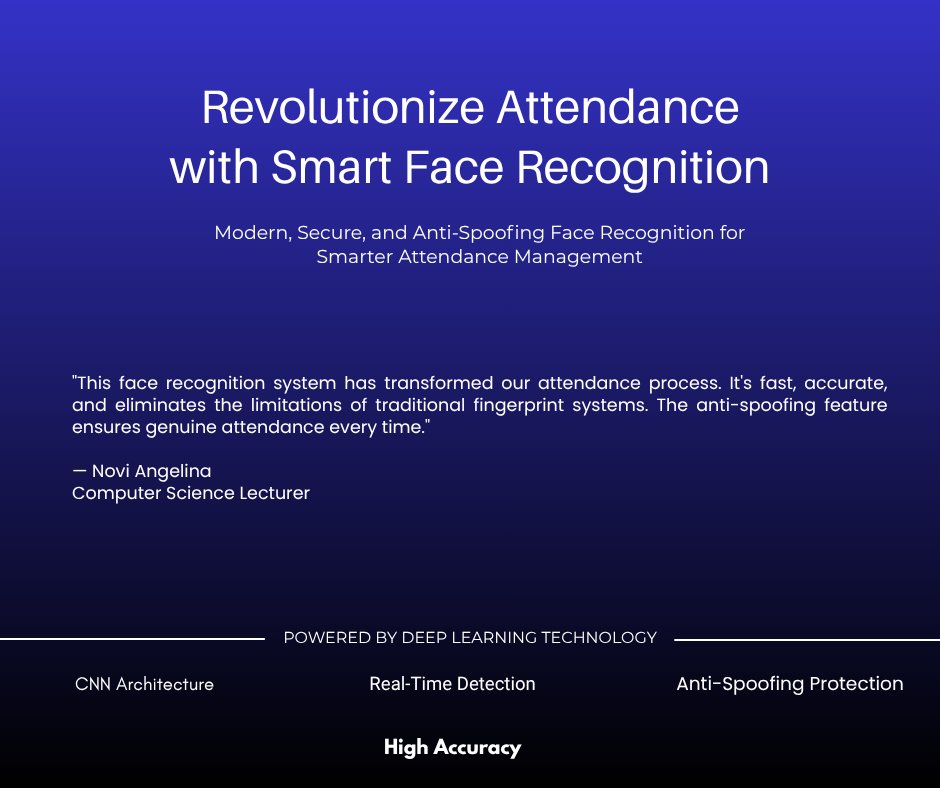 Revolutionize Attendance
with Smart Face Recognition
Modern, Secure, and Anti-Spoofing Face Recognition for
Smarter Attendance Management
"This face recognition system has transformed our attendance process. It's fast, accurate,
and eliminates the limitations of traditional fingerprint systems. The anti-spoofing feature
ensures genuine attendance every time."
— Novi Angelina
Computer Science Lecturer
POWERED BY DEEP LEARNING TECHNOLOGY
CNN Architecture
Real-Time Detection
Anti-Spoofing Protection
High Accuracy